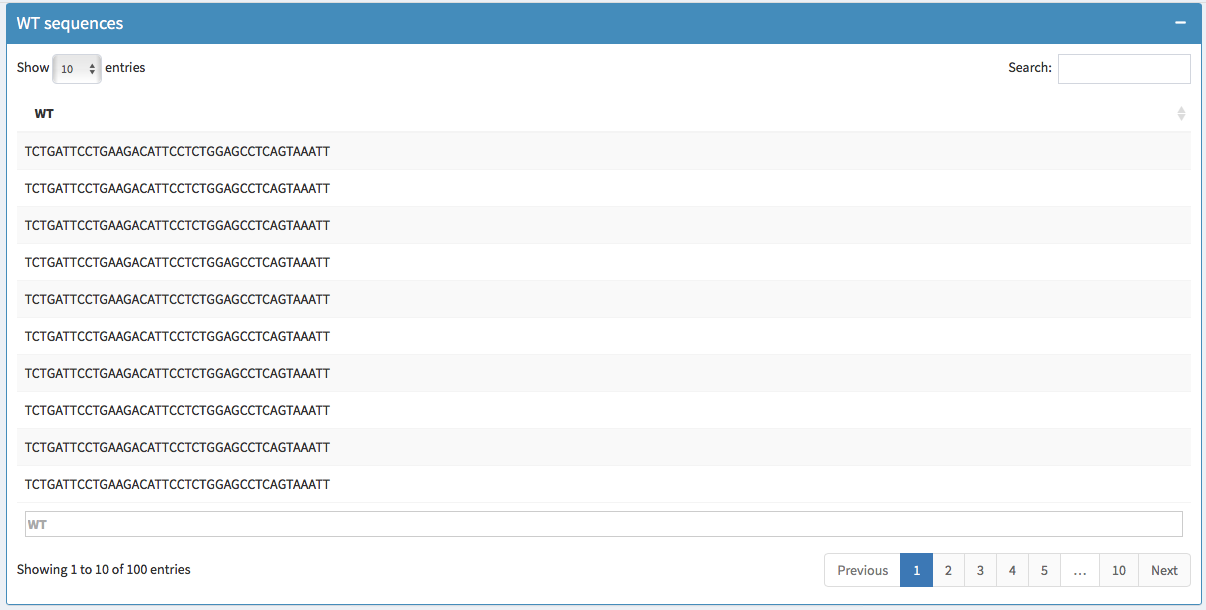 WT sequences
Show 10 entries Search:
WT
TCTGATTCCTGAAGACATTCCTCTGGAGCCTCAGTAAATT
TCTGATTCCTGAAGACATTCCTCTGGAGCCTCAGTAAATT
TCTGATTCCTGAAGACATTCCTCTGGAGCCTCAGTAAATT
TCTGATTCCTGAAGACATTCCTCTGGAGCCTCAGTAAATT
TCTGATTCCTGAAGACATTCCTCTGGAGCCTCAGTAAATT
TCTGATTCCTGAAGACATTCCTCTGGAGCCTCAGTAAATT
TCTGATTCCTGAAGACATTCCTCTGGAGCCTCAGTAAATT
TCTGATTCCTGAAGACATTCCTCTGGAGCCTCAGTAAATT
TCTGATTCCTGAAGACATTCCTCTGGAGCCTCAGTAAATT
TCTGATTCCTGAAGACATTCCTCTGGAGCCTCAGTAAATT
WT
Showing 1 to 10 of 100 entries Previous 1 2 3 4 5 … 10 Next